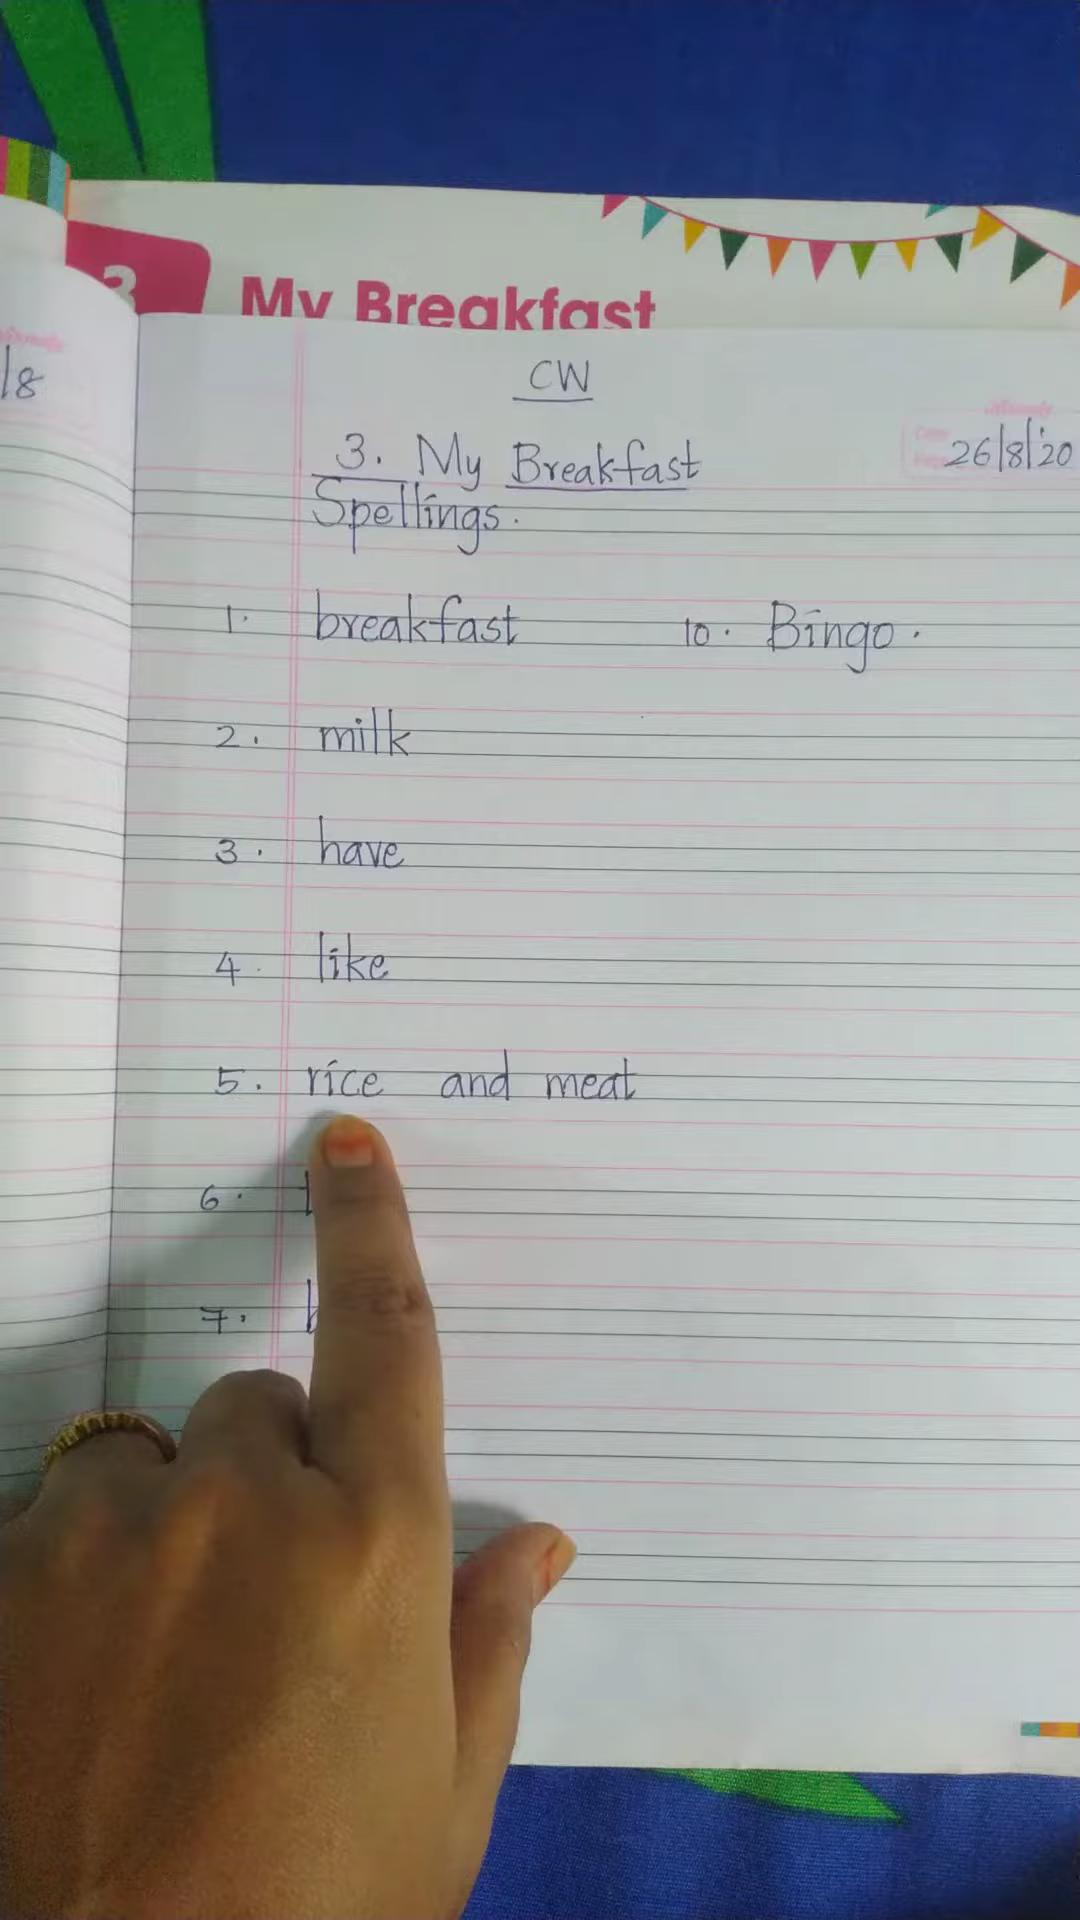 3 My Breakfast
/8
CW
3. My Breakfast
26/8/'20
Spellings.
1. breakfast
10. Bingo.
2. milk
3. have
4. like
5. rice and meat
6.
7.